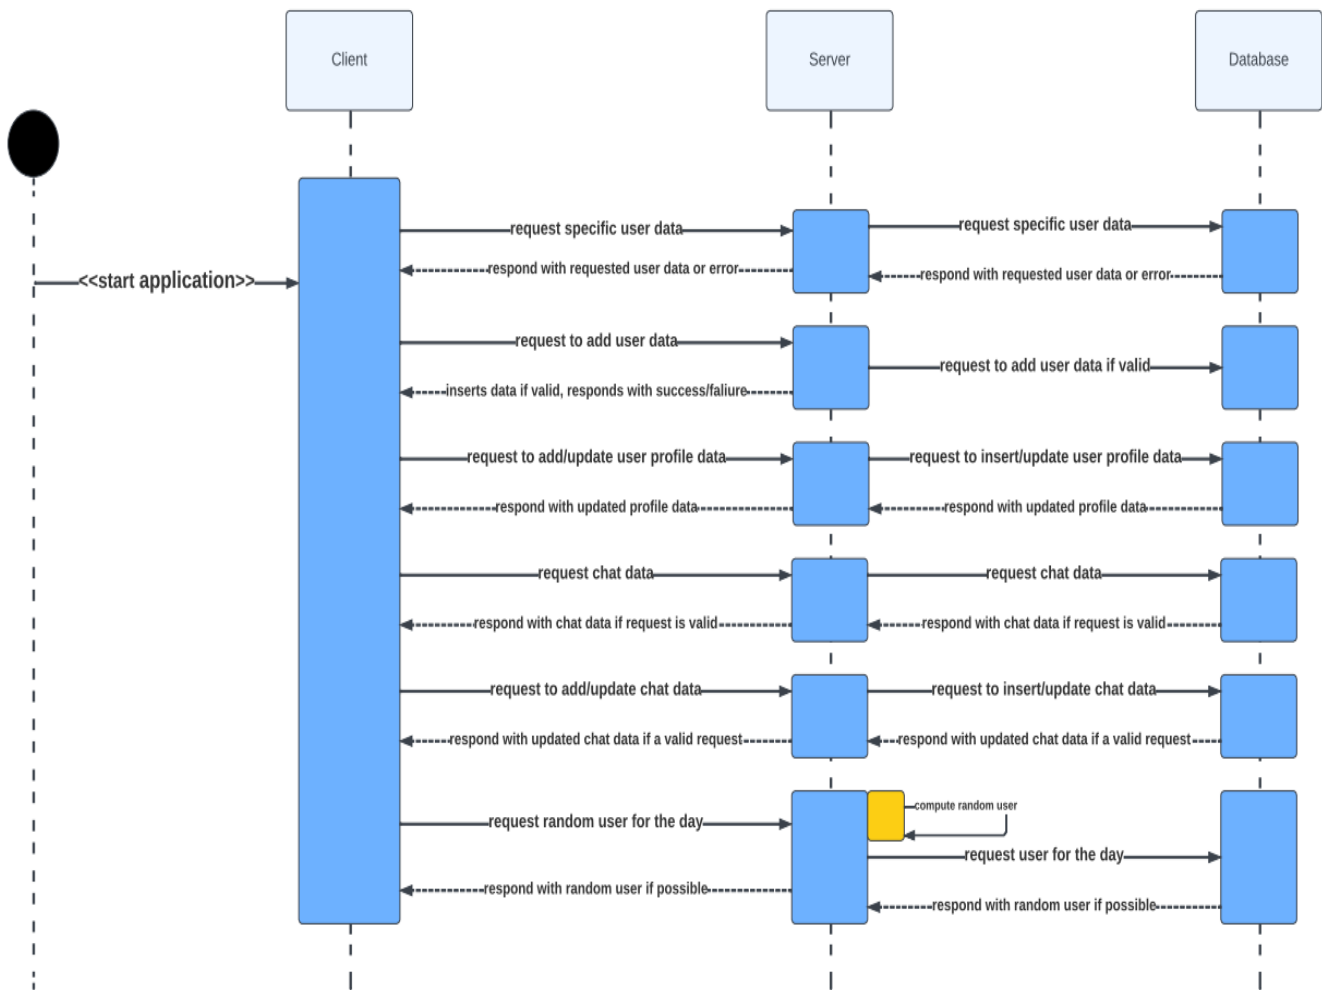 Client
Server
Database
request specific user data
request specific user data
respond with requested user data or error
respond with requested user data or error
<<start application>>
request to add user data
request to add user data if valid
inserts data if valid, responds with success/faliure
request to add/update user profile data
request to insert/update user profile data
respond with updated profile data
respond with updated profile data
request chat data
request chat data
respond with chat data if request is valid
respond with chat data if request is valid
request to add/update chat data
request to insert/update chat data
respond with updated chat data if a valid request
respond with updated chat data if a valid request
compute random user
request random user for the day
request user for the day
respond with random user if possible
respond with random user if possible